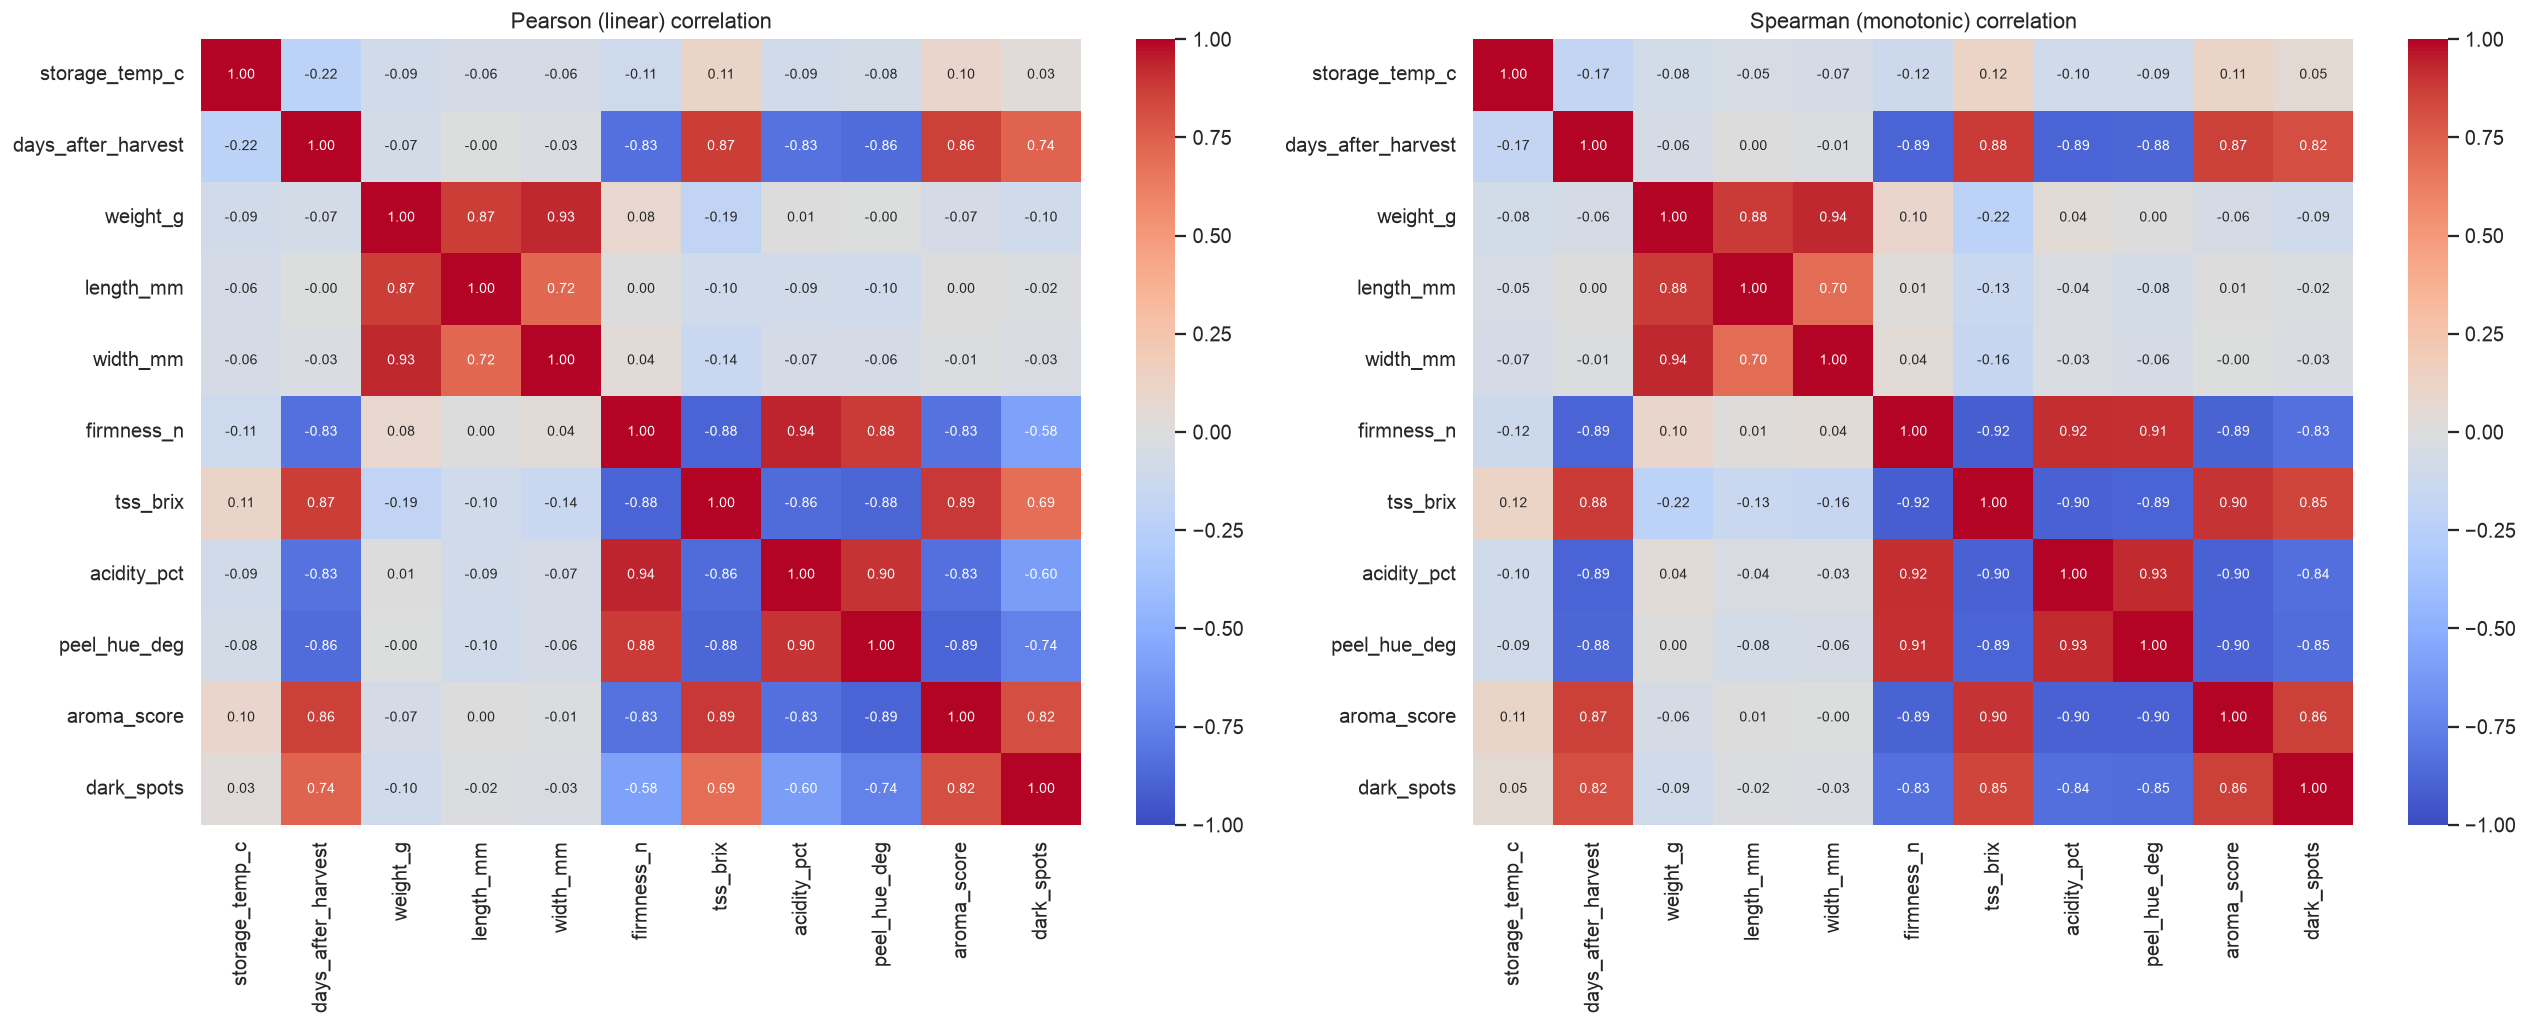 Pearson (linear) correlation
storage_temp_c 1.00 -0.22 -0.09 -0.06 -0.06 -0.11 0.11 -0.09 -0.08 0.10 0.03
days_after_harvest -0.22 1.00 -0.07 -0.00 -0.03 -0.83 0.87 -0.83 -0.86 0.86 0.74
weight_g -0.09 -0.07 1.00 0.87 0.93 0.08 -0.19 0.01 -0.00 -0.07 -0.10
length_mm -0.06 -0.00 0.87 1.00 0.72 0.00 -0.10 -0.09 -0.10 0.00 -0.02
width_mm -0.06 -0.03 0.93 0.72 1.00 0.04 -0.14 -0.07 -0.06 -0.01 -0.03
firmness_n -0.11 -0.83 0.08 0.00 0.04 1.00 -0.88 0.94 0.88 -0.83 -0.58
tss_brix 0.11 0.87 -0.19 -0.10 -0.14 -0.88 1.00 -0.86 -0.88 0.89 0.69
acidity_pct -0.09 -0.83 0.01 -0.09 -0.07 0.94 -0.86 1.00 0.90 -0.83 -0.60
peel_hue_deg -0.08 -0.86 -0.00 -0.10 -0.06 0.88 -0.88 0.90 1.00 -0.89 -0.74
aroma_score 0.10 0.86 -0.07 0.00 -0.01 -0.83 0.89 -0.83 -0.89 1.00 0.82
dark_spots 0.03 0.74 -0.10 -0.02 -0.03 -0.58 0.69 -0.60 -0.74 0.82 1.00
storage_temp_c
days_after_harvest
weight_g
length_mm
width_mm
firmness_n
tss_brix
acidity_pct
peel_hue_deg
aroma_score
dark_spots
1.00
0.75
0.50
0.25
0.00
−0.25
−0.50
−0.75
−1.00
Spearman (monotonic) correlation
storage_temp_c 1.00 -0.17 -0.08 -0.05 -0.07 -0.12 0.12 -0.10 -0.09 0.11 0.05
days_after_harvest -0.17 1.00 -0.06 0.00 -0.01 -0.89 0.88 -0.89 -0.88 0.87 0.82
weight_g -0.08 -0.06 1.00 0.88 0.94 0.10 -0.22 0.04 0.00 -0.06 -0.09
length_mm -0.05 0.00 0.88 1.00 0.70 0.01 -0.13 -0.04 -0.08 0.01 -0.02
width_mm -0.07 -0.01 0.94 0.70 1.00 0.04 -0.16 -0.03 -0.06 -0.00 -0.03
firmness_n -0.12 -0.89 0.10 0.01 0.04 1.00 -0.92 0.92 0.91 -0.89 -0.83
tss_brix 0.12 0.88 -0.22 -0.13 -0.16 -0.92 1.00 -0.90 -0.89 0.90 0.85
acidity_pct -0.10 -0.89 0.04 -0.04 -0.03 0.92 -0.90 1.00 0.93 -0.90 -0.84
peel_hue_deg -0.09 -0.88 0.00 -0.08 -0.06 0.91 -0.89 0.93 1.00 -0.90 -0.85
aroma_score 0.11 0.87 -0.06 0.01 -0.00 -0.89 0.90 -0.90 -0.90 1.00 0.86
dark_spots 0.05 0.82 -0.09 -0.02 -0.03 -0.83 0.85 -0.84 -0.85 0.86 1.00
storage_temp_c
days_after_harvest
weight_g
length_mm
width_mm
firmness_n
tss_brix
acidity_pct
peel_hue_deg
aroma_score
dark_spots
1.00
0.75
0.50
0.25
0.00
−0.25
−0.50
−0.75
−1.00